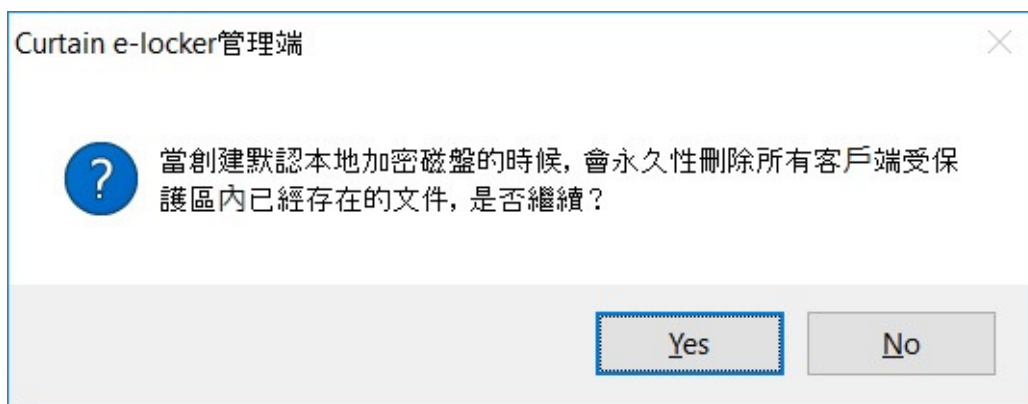 Curtain e-locker管理端
當創建默認本地加密磁盤的時候, 會永久性刪除所有客戶端受保
護區內已經存在的文件, 是否繼續？
Yes
No